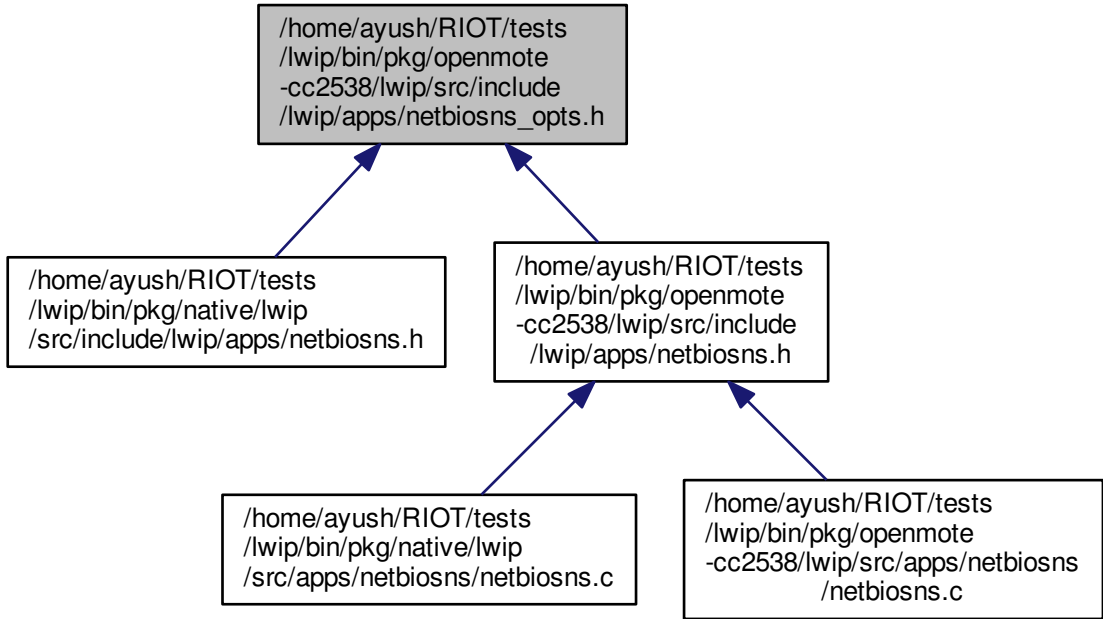 /home/ayush/RIOT/tests
/lwip/bin/pkg/openmote
-cc2538/lwip/src/include
/lwip/apps/netbiosns_opts.h
/home/ayush/RIOT/tests
/lwip/bin/pkg/native/lwip
/src/include/lwip/apps/netbiosns.h
/home/ayush/RIOT/tests
/lwip/bin/pkg/openmote
-cc2538/lwip/src/include
/lwip/apps/netbiosns.h
/home/ayush/RIOT/tests
/lwip/bin/pkg/native/lwip
/src/apps/netbiosns/netbiosns.c
/home/ayush/RIOT/tests
/lwip/bin/pkg/openmote
-cc2538/lwip/src/apps/netbiosns
/netbiosns.c